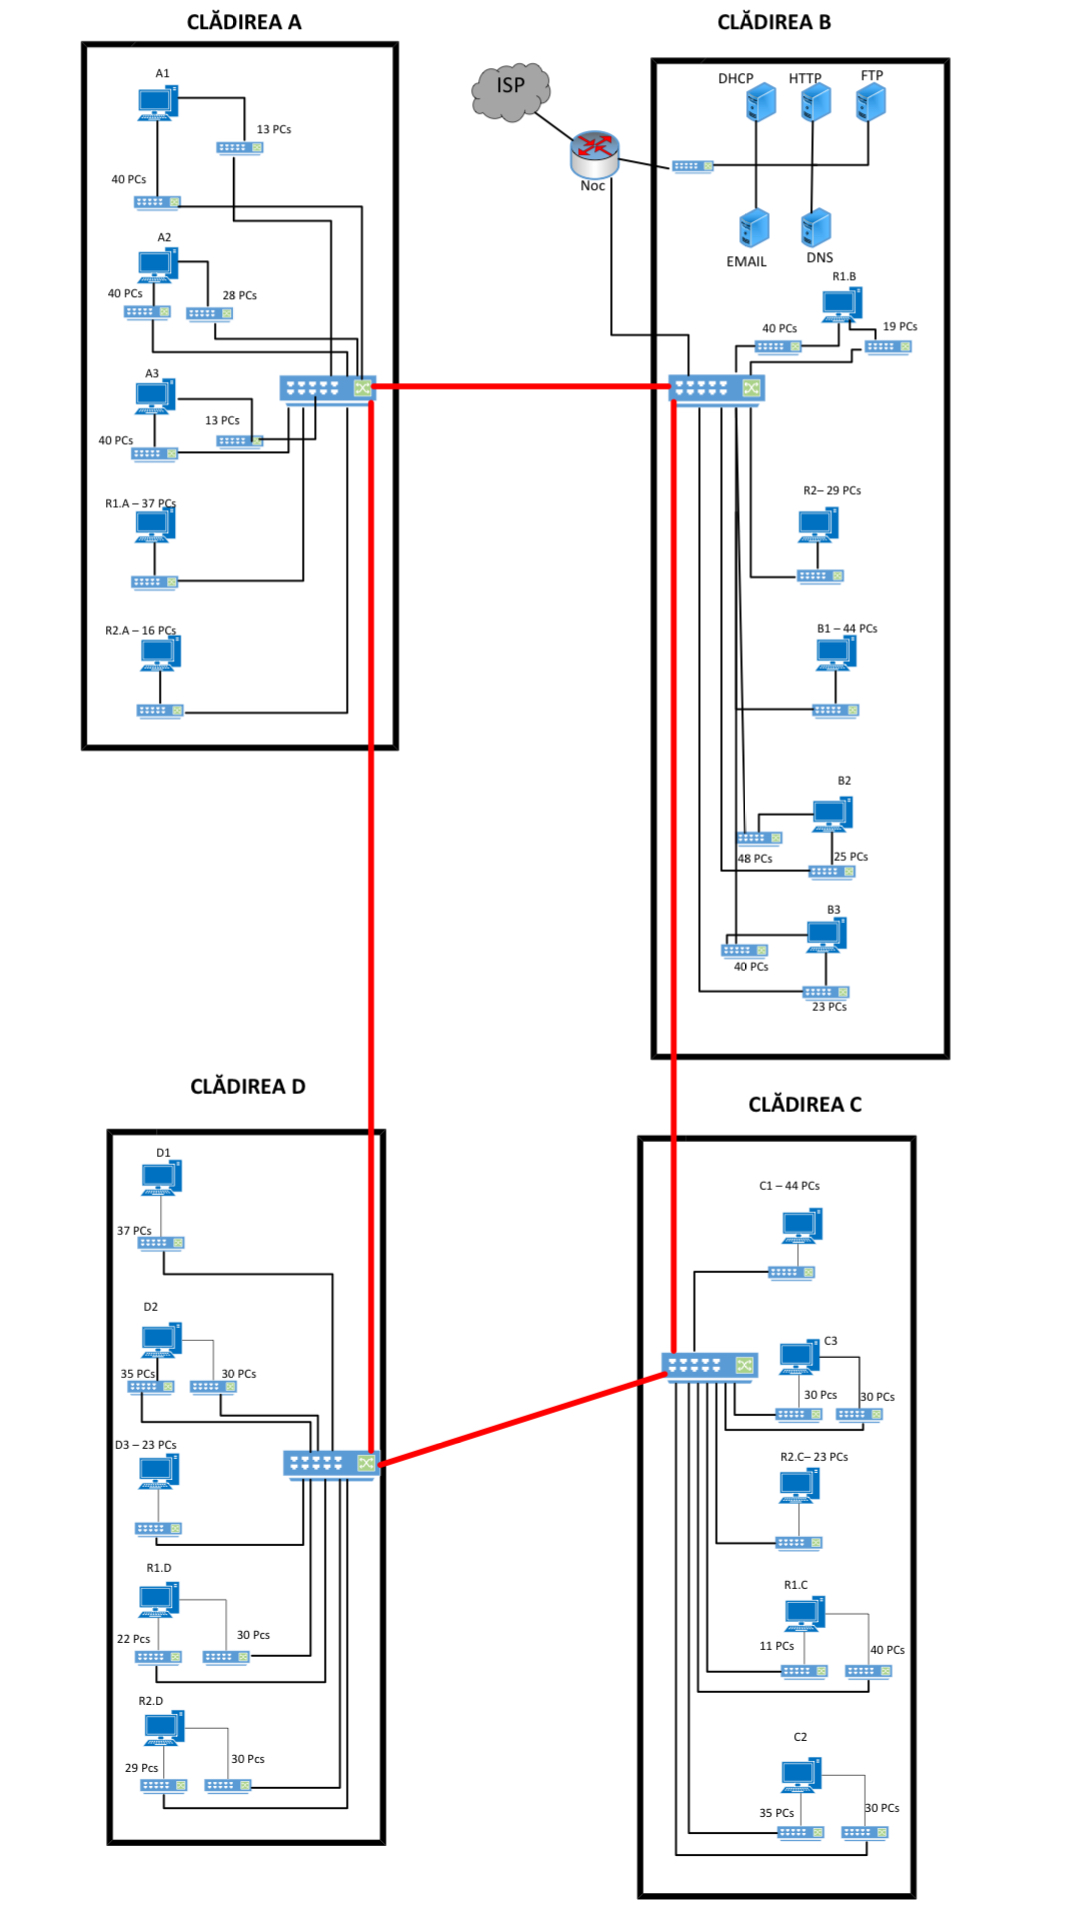 CLĂDIREA A
A1
13 PCs
40 PCs
A2
40 PCs
28 PCs
A3
13 PCs
40 PCs
R1.A – 37 PCs
R2.A – 16 PCs
ISP
Noc
CLĂDIREA B
DHCP
HTTP
FTP
EMAIL
DNS
R1.B
40 PCs
19 PCs
R2– 29 PCs
B1 – 44 PCs
B2
48 PCs
25 PCs
B3
40 PCs
23 PCs
CLĂDIREA D
D1
37 PCs
D2
35 PCs
30 PCs
D3 – 23 PCs
R1.D
22 Pcs
30 Pcs
R2.D
29 Pcs
30 Pcs
CLĂDIREA C
C1 – 44 PCs
C3
30 Pcs
30 PCs
R2.C– 23 PCs
R1.C
11 PCs
40 PCs
C2
35 PCs
30 PCs